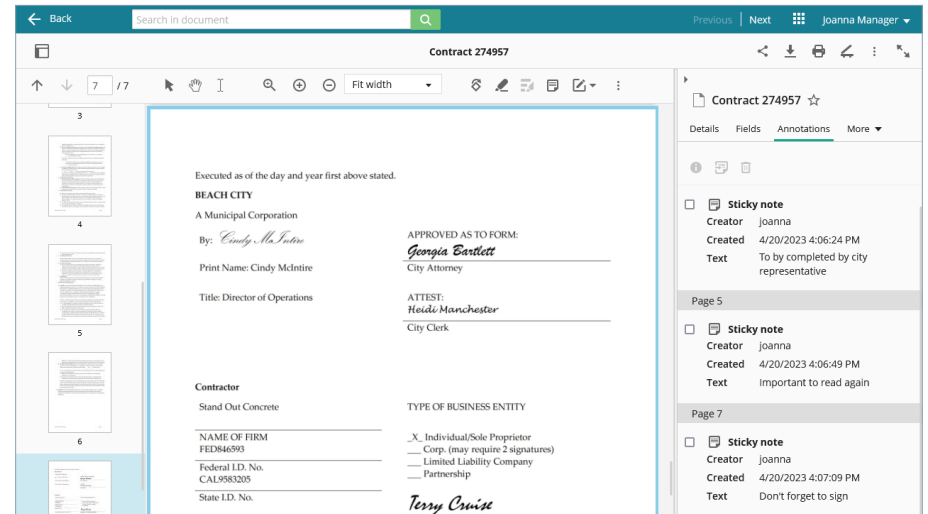 Back
Search in document
Previous
Next
Joanna Manager
Contract 274957
7 / 7
Fit width
3
4
5
6
Executed as of the day and year first above stated.
BEACH CITY
A Municipal Corporation
By: Cindy McIntire
APPROVED AS TO FORM:
Georgia Bartlett
Print Name: Cindy McIntire
City Attorney
Title: Director of Operations
ATTEST:
Heidi Manchester
City Clerk
Contractor
Stand Out Concrete
TYPE OF BUSINESS ENTITY
NAME OF FIRM
FED846593
Federal I.D. No.
CAL9583205
State I.D. No.
_X_ Individual/Sole Proprietor
___ Corp. (may require 2 signatures)
___ Limited Liability Company
___ Partnership
Terry Cruise
Contract 274957
Details Fields Annotations More
Sticky note
Creator joanna
Created 4/20/2023 4:06:24 PM
Text To by completed by city
representative
Page 5
Sticky note
Creator joanna
Created 4/20/2023 4:06:49 PM
Text Important to read again
Page 7
Sticky note
Creator joanna
Created 4/20/2023 4:07:09 PM
Text Don't forget to sign